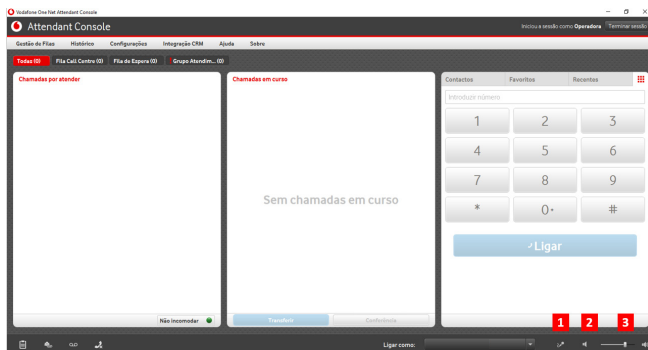 Vodafone One Net Attendant Console
Attendant Console
Iniciou a sessão como Operadora Terminar sessão
Gestão de Filas Histórico Configurações Integração CRM Ajuda Sobre
Todas (0) Fila Call Centre (0) Fila de Espera (0) Grupo Atendim... (0)
Chamadas por atender
Chamadas em curso
Contactos Favoritos Recentes
Introduzir número
1 2 3
4 5 6
7 8 9
* 0+ #
Sem chamadas em curso
Ligar
Não incomodar
Transferir Conferência
1 2 3
Ligar como: